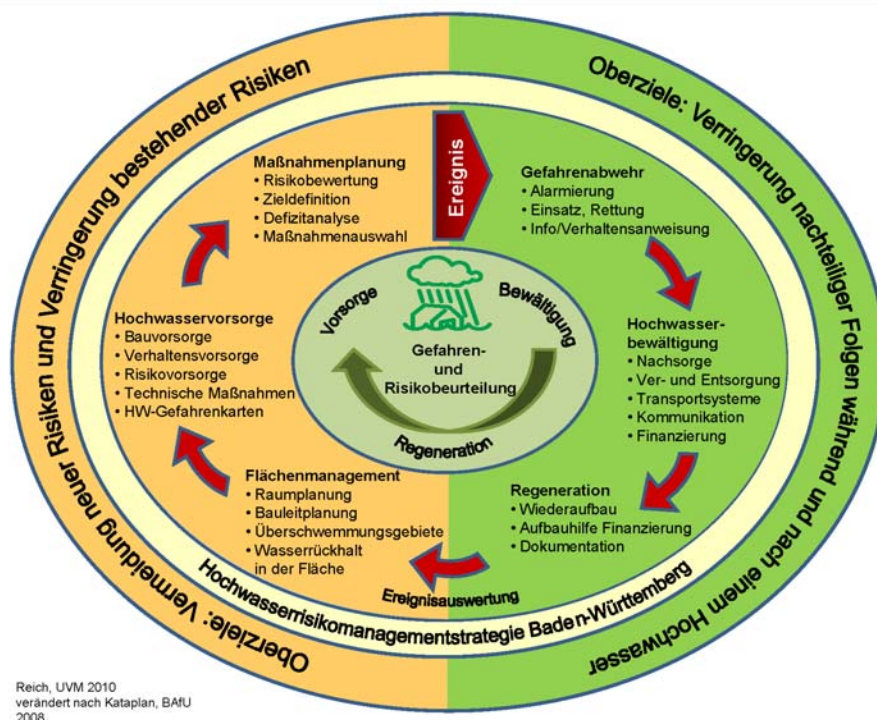 Oberziele: Vermeidung neuer Risiken und Verringerung bestehender Risiken
Oberziele: Verringerung nachteiliger Folgen während und nach einem Hochwasser
Hochwasserrisikomanagementstrategie Baden-Württemberg
Ereignis
Gefahrenabwehr
• Alarmierung
• Einsatz, Rettung
• Info/Verhaltensanweisung
Hochwasser-
bewältigung
• Nachsorge
• Ver- und Entsorgung
• Transportsysteme
• Kommunikation
• Finanzierung
Regeneration
• Wiederaufbau
• Aufbauhilfe Finanzierung
• Dokumentation
Ereignisauswertung
Flächenmanagement
• Raumplanung
• Bauleitplanung
• Überschwemmungsgebiete
• Wasserrückhalt
in der Fläche
Hochwasservorsorge
• Bauvorsorge
• Verhaltensvorsorge
• Risikovorsorge
• Technische Maßnahmen
• HW-Gefahrenkarten
Maßnahmenplanung
• Risikobewertung
• Zieldefinition
• Defizitanalyse
• Maßnahmenauswahl
Vorsorge
Bewältigung
Gefahren-
und
Risikobeurteilung
Regeneration
Reich, UVM 2010
verändert nach Kataplan, BAfU
2008